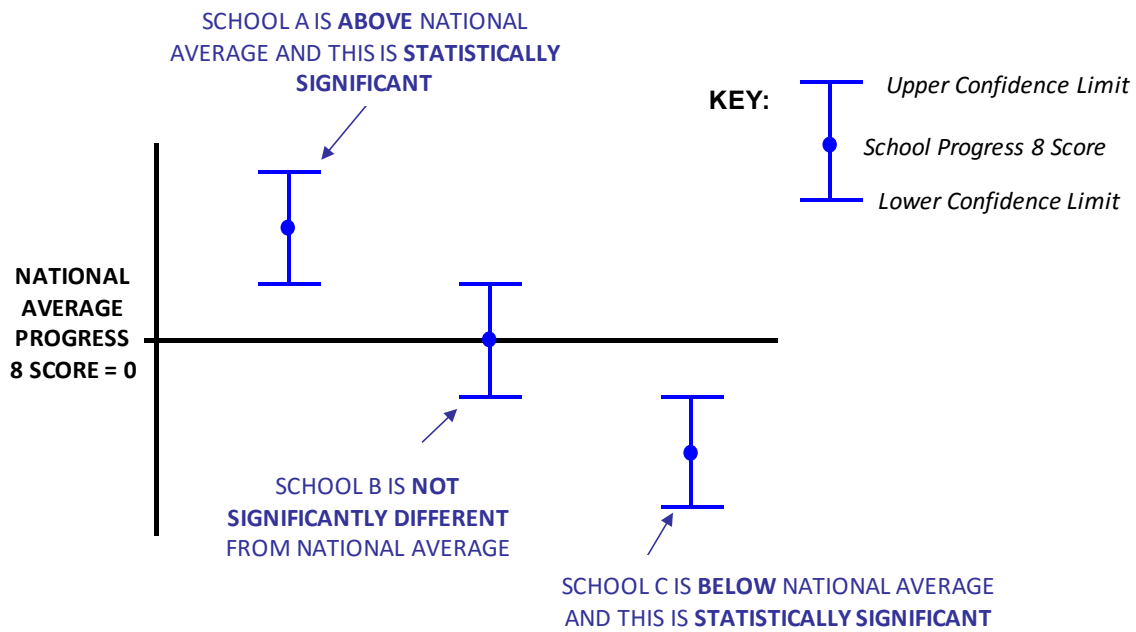 SCHOOL A IS ABOVE NATIONAL
AVERAGE AND THIS IS STATISTICALLY
SIGNIFICANT
KEY:
Upper Confidence Limit
School Progress 8 Score
Lower Confidence Limit
NATIONAL
AVERAGE
PROGRESS
8 SCORE = 0
SCHOOL B IS NOT
SIGNIFICANTLY DIFFERENT
FROM NATIONAL AVERAGE
SCHOOL C IS BELOW NATIONAL AVERAGE
AND THIS IS STATISTICALLY SIGNIFICANT